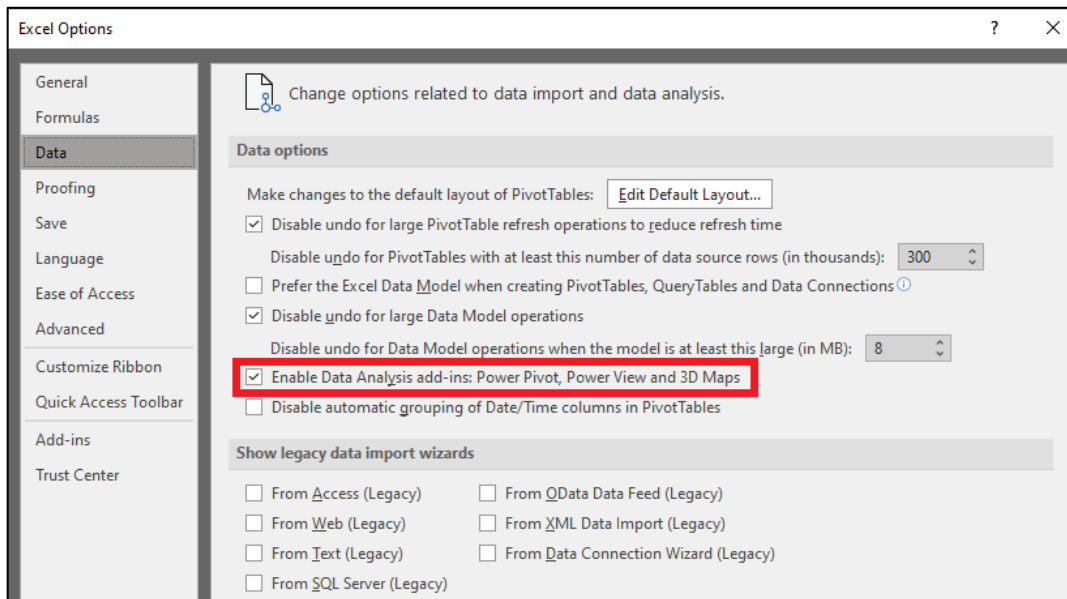 Excel Options
?
General
Formulas
Data
Proofing
Save
Language
Ease of Access
Advanced
Customize Ribbon
Quick Access Toolbar
Add-ins
Trust Center
Change options related to data import and data analysis.
Data options
Make changes to the default layout of PivotTables: Edit Default Layout...
Disable undo for large PivotTable refresh operations to reduce refresh time
Disable undo for PivotTables with at least this number of data source rows (in thousands): 300
Prefer the Excel Data Model when creating PivotTables, QueryTables and Data Connections
Disable undo for large Data Model operations
Disable undo for Data Model operations when the model is at least this large (in MB): 8
Enable Data Analysis add-ins: Power Pivot, Power View and 3D Maps
Disable automatic grouping of Date/Time columns in PivotTables
Show legacy data import wizards
From Access (Legacy) From OData Data Feed (Legacy)
From Web (Legacy) From XML Data Import (Legacy)
From Text (Legacy) From Data Connection Wizard (Legacy)
From SQL Server (Legacy)